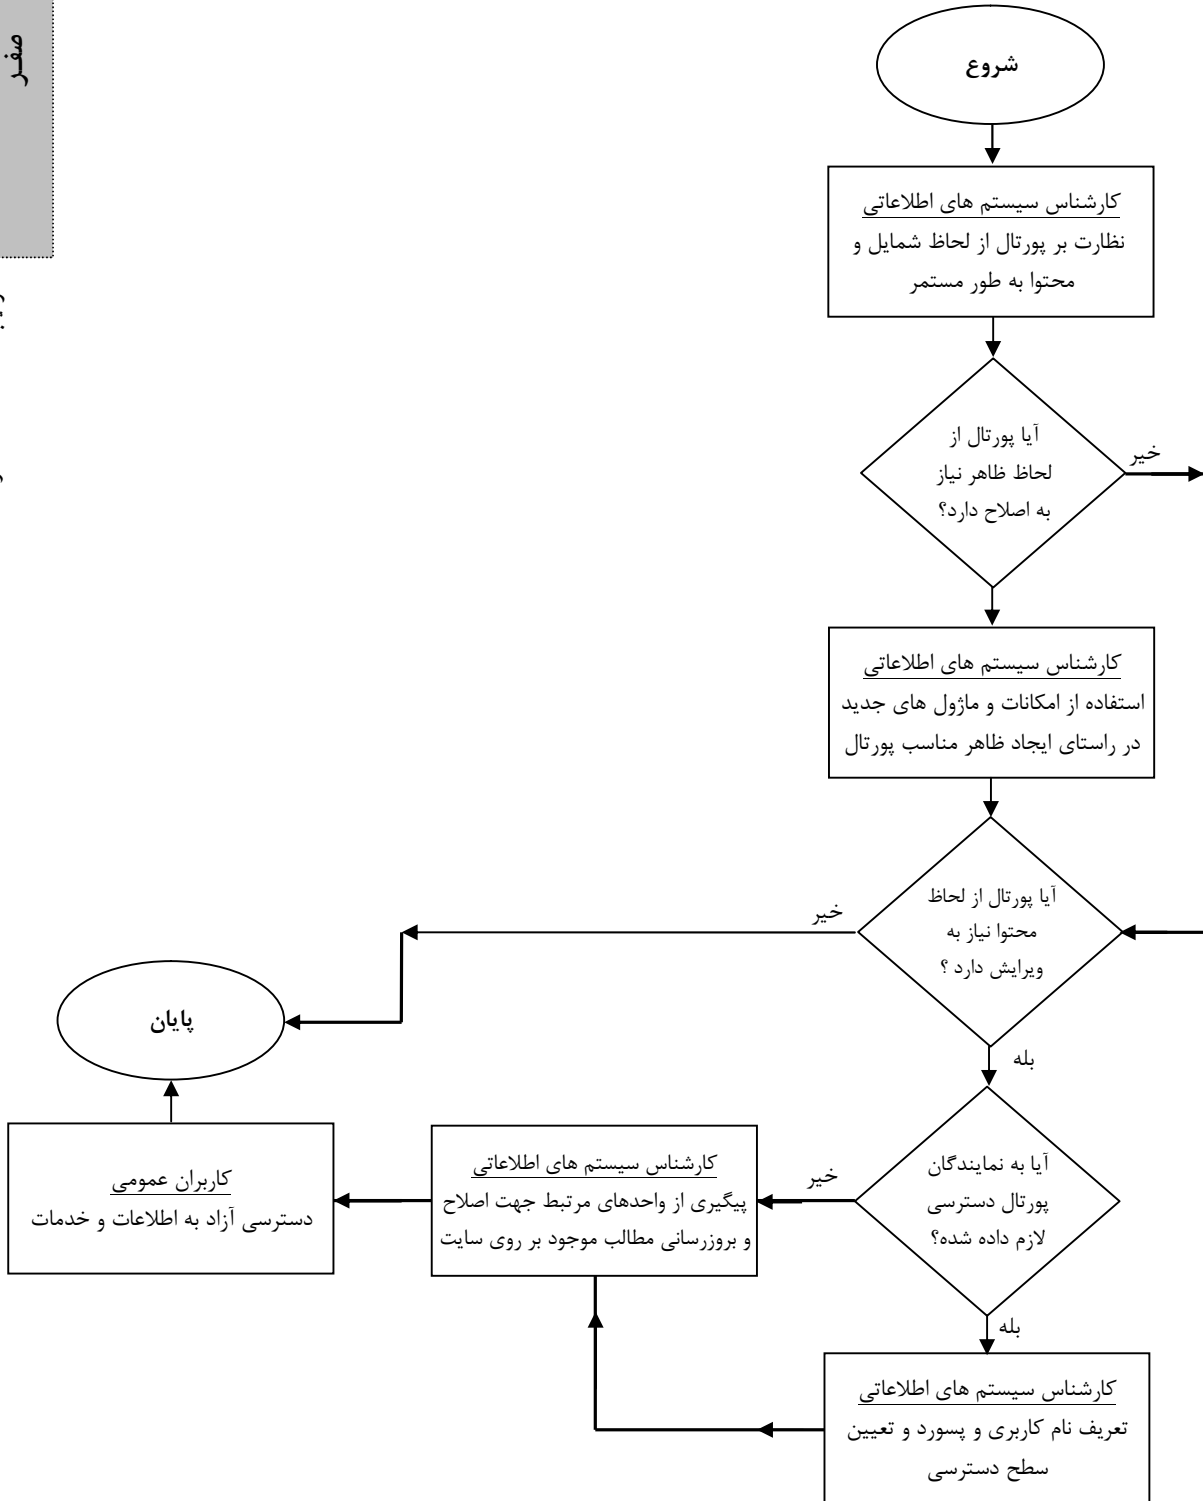 صفر
شروع
کارشناس سیستم های اطلاعاتی
نظارت بر پورتال از لحاظ شمایل و
محتوا به طور مستمر
آیا پورتال از
لحاظ ظاهر نیاز
به اصلاح دارد؟
خیر
کارشناس سیستم های اطلاعاتی
استفاده از امکانات و ماژول های جدید
در راستای ایجاد ظاهر مناسب پورتال
آیا پورتال از لحاظ
محتوا نیاز به
ویرایش دارد ؟
خیر
پایان
بله
آیا به نمایندگان
پورتال دسترسی
لازم داده شده؟
خیر
کارشناس سیستم های اطلاعاتی
پیگیری از واحدهای مرتبط جهت اصلاح
و بروزرسانی مطالب موجود بر روی سایت
کاربران عمومی
دسترسی آزاد به اطلاعات و خدمات
بله
کارشناس سیستم های اطلاعاتی
تعریف نام کاربری و پسورد و تعیین
سطح دسترسی